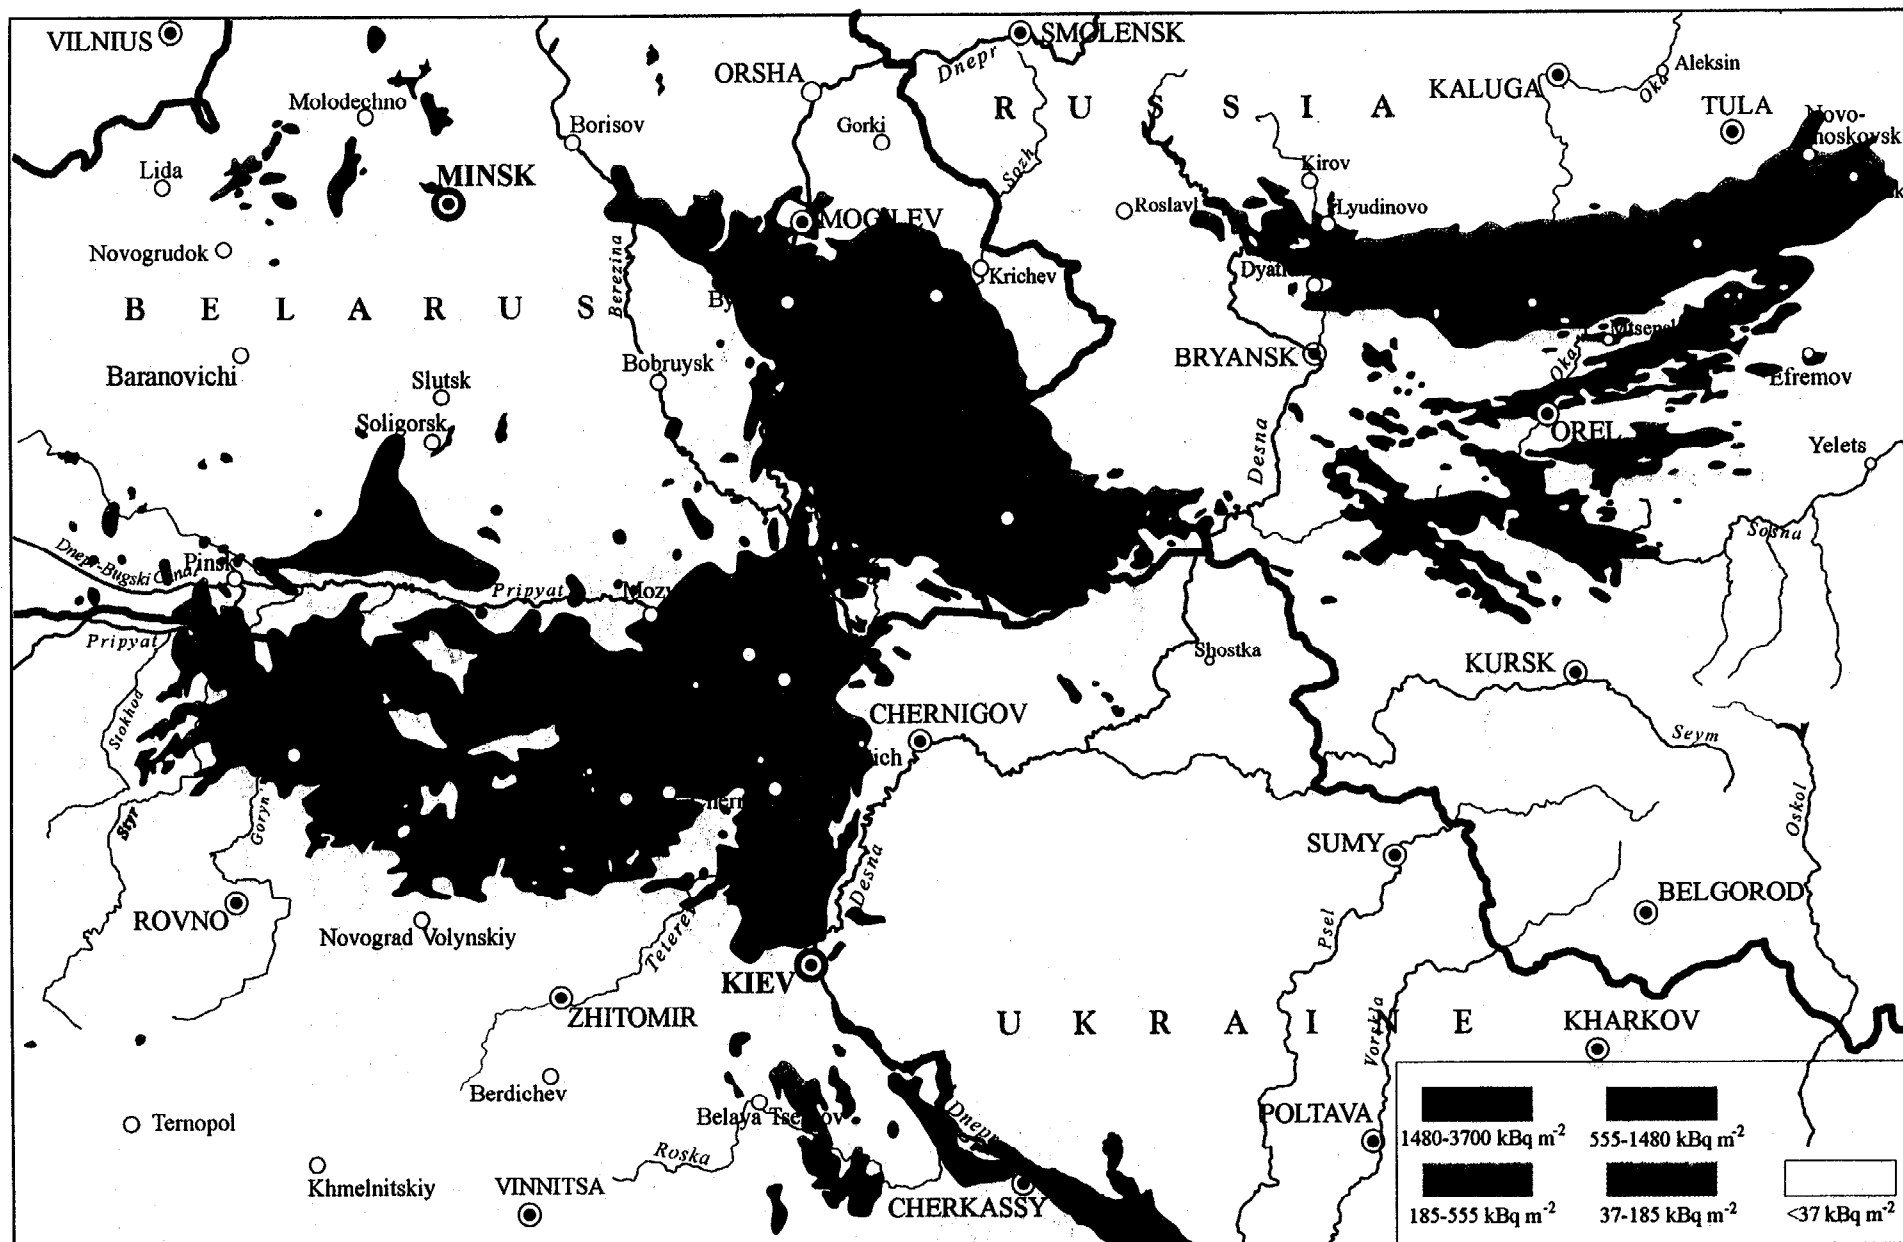 VILNIUS
SMOLENSK
Dnepr
ORSHA
KALUGA
Aleksin
Oka
TULA
R U S S I A
Novo-
moskovsk
Molodechno
Borisov
Gorki
Sozh
Kirov
Lida
MINSK
Roslavl
Lyudinovo
MOGILEV
Novogrudok
Berezina
Krichev
B E L A R U S
Baranovichi
Slutsk
Bobruysk
BRYANSK
Oka
Efremov
Soligorsk
OREL
Desna
Yelets
Sosna
Dnepr-Bugski Canal
Pinsk
Pripyat
Pripyat
Shostka
KURSK
Stokhod
CHERNIGOV
Seym
Styr
Goryn
Oskol
SUMY
Desna
BELGOROD
ROVNO
Novograd Volynskiy
Teterev
Psel
KIEV
ZHITOMIR
U K R A I N E
KHARKOV
Vorskla
Berdichev
Belaya Tserkov
Dnepr
Ternopol
POLTAVA
Roska
Khmelnitskiy
VINNITSA
CHERKASSY
1480-3700 kBq m-2
555-1480 kBq m-2
185-555 kBq m-2
37-185 kBq m-2
<37 kBq m-2